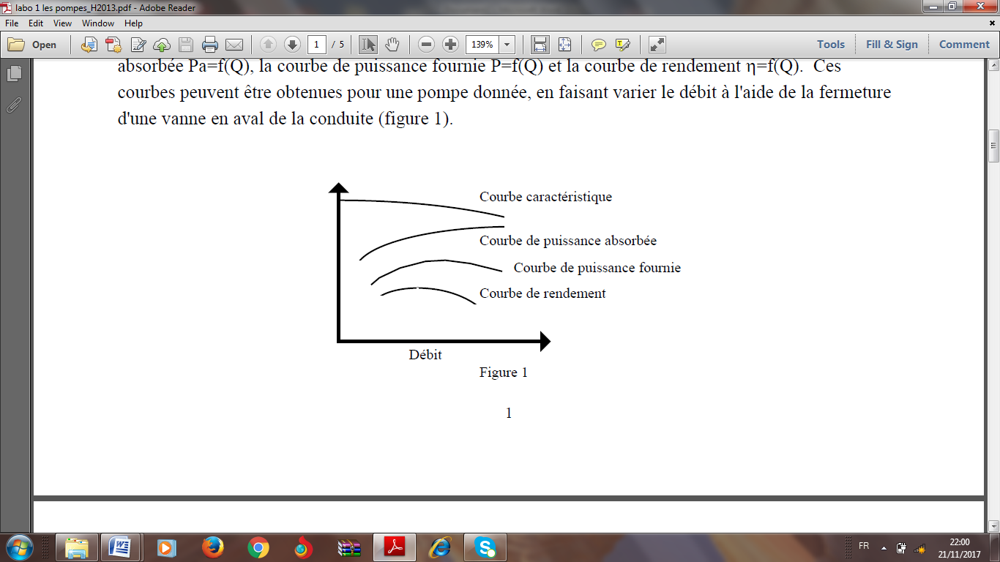 labo 1 les pompes_H2013.pdf - Adobe Reader
File Edit View Window Help
Open 1 / 5 139% Tools Fill & Sign Comment
absorbée Pa=f(Q), la courbe de puissance fournie P=f(Q) et la courbe de rendement η=f(Q). Ces
courbes peuvent être obtenues pour une pompe donnée, en faisant varier le débit à l'aide de la fermeture
d'une vanne en aval de la conduite (figure 1).
Courbe caractéristique
Courbe de puissance absorbée
Courbe de puissance fournie
Courbe de rendement
Débit
Figure 1
1
FR 22:00
21/11/2017